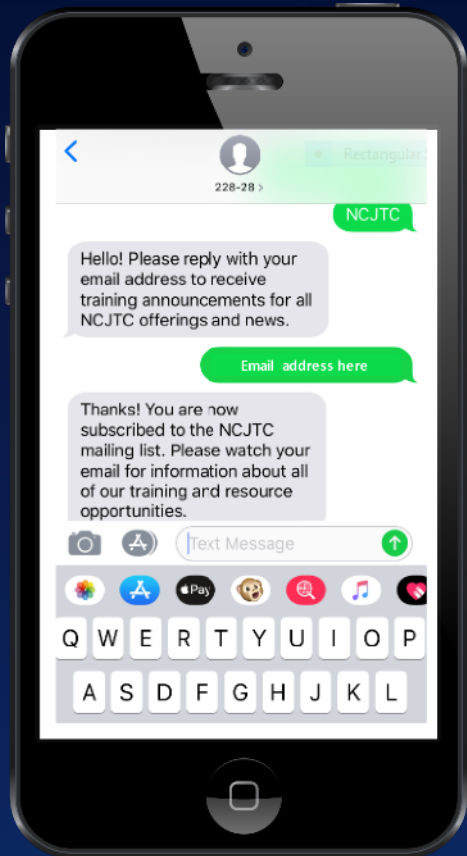 Rectangular
228-28 >
NCJTC
Hello! Please reply with your
email address to receive
training announcements for all
NCJTC offerings and news.
Email address here
Thanks! You are now
subscribed to the NCJTC
mailing list. Please watch your
email for information about all
of our training and resource
opportunities.
Text Message
Pay
Q W E R T Y U I O P
A S D F G H J K L